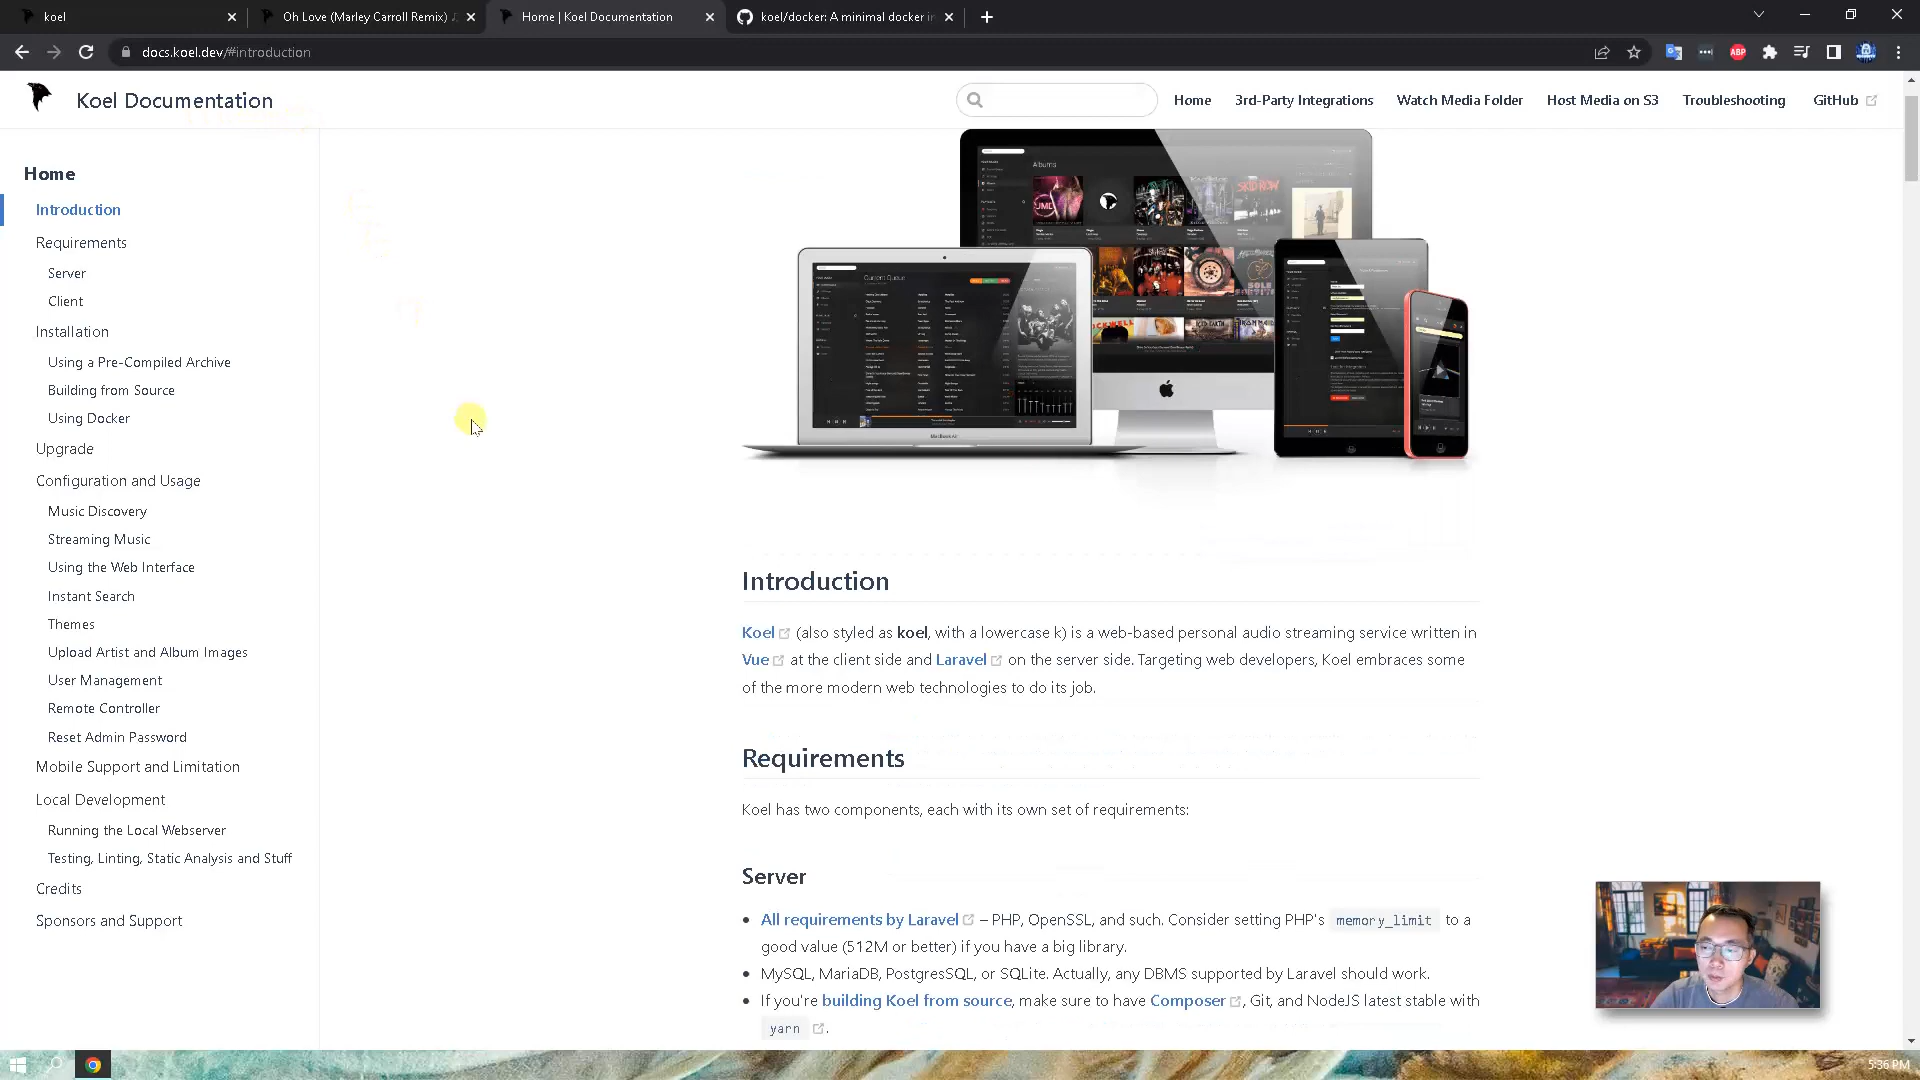 koel
Oh Love (Marley Carroll Remix)
Home | Koel Documentation
koel/docker: A minimal docker i
docs.koel.dev/#introduction
ABP
Koel Documentation
Home
3rd-Party Integrations
Watch Media Folder
Host Media on S3
Troubleshooting
GitHub
Home
Introduction
Requirements
Server
Client
Installation
Using a Pre-Compiled Archive
Building from Source
Using Docker
Upgrade
Configuration and Usage
Music Discovery
Streaming Music
Using the Web Interface
Instant Search
Themes
Upload Artist and Album Images
User Management
Remote Controller
Reset Admin Password
Mobile Support and Limitation
Local Development
Running the Local Webserver
Testing, Linting, Static Analysis and Stuff
Credits
Sponsors and Support
Albums
Current Queue
Introduction
Koel (also styled as koel, with a lowercase k) is a web-based personal audio streaming service written in
Vue at the client side and Laravel on the server side. Targeting web developers, Koel embraces some
of the more modern web technologies to do its job.
Requirements
Koel has two components, each with its own set of requirements:
Server
• All requirements by Laravel – PHP, OpenSSL, and such. Consider setting PHP's memory_limit to a
good value (512M or better) if you have a big library.
• MySQL, MariaDB, PostgresSQL, or SQLite. Actually, any DBMS supported by Laravel should work.
• If you're building Koel from source, make sure to have Composer, Git, and NodeJS latest stable with
yarn.
5:36 PM